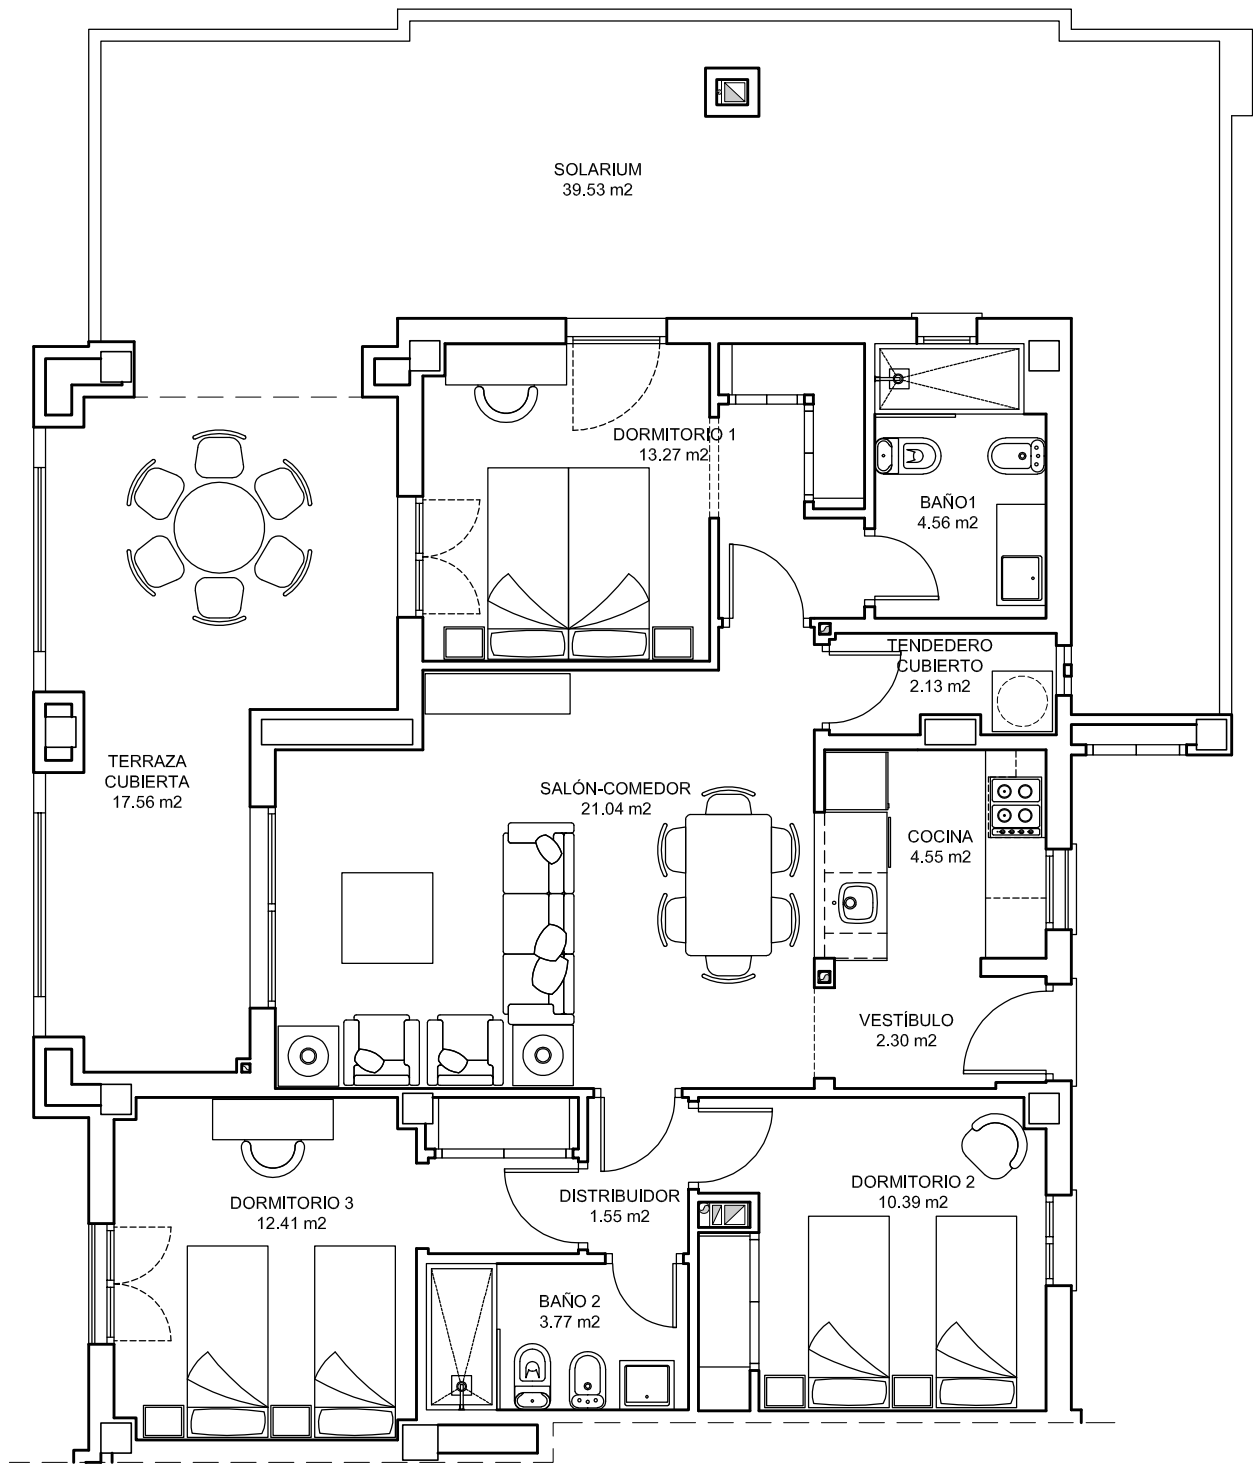 SOLARIUM
39.53 m2
DORMITORIO 1
13.27 m2
BAÑO1
4.56 m2
TENDEDERO
CUBIERTO
2.13 m2
TERRAZA
CUBIERTA
17.56 m2
SALÓN-COMEDOR
21.04 m2
COCINA
4.55 m2
VESTÍBULO
2.30 m2
DORMITORIO 3
12.41 m2
DISTRIBUIDOR
1.55 m2
DORMITORIO 2
10.39 m2
BAÑO 2
3.77 m2